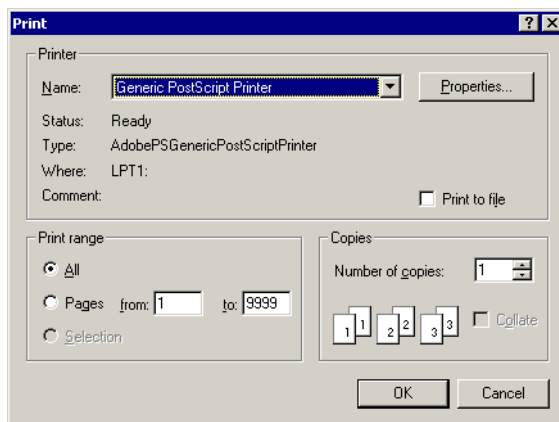 Print
Printer
Name: Generic PostScript Printer Properties...
Status: Ready
Type: AdobePSGenericPostScriptPrinter
Where: LPT1:
Comment: Print to file
Print range Copies
All Number of copies: 1
Pages from: 1 to: 9999
1 1 2 2 3 3 Collate
Selection
OK Cancel